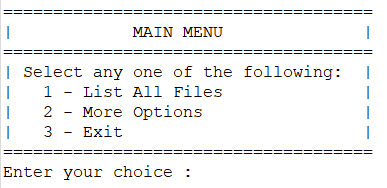 =====================================
|            MAIN MENU              |
=====================================
| Select any one of the following:  |
|   1 - List All Files              |
|   2 - More Options                |
|   3 - Exit                        |
=====================================
Enter your choice :